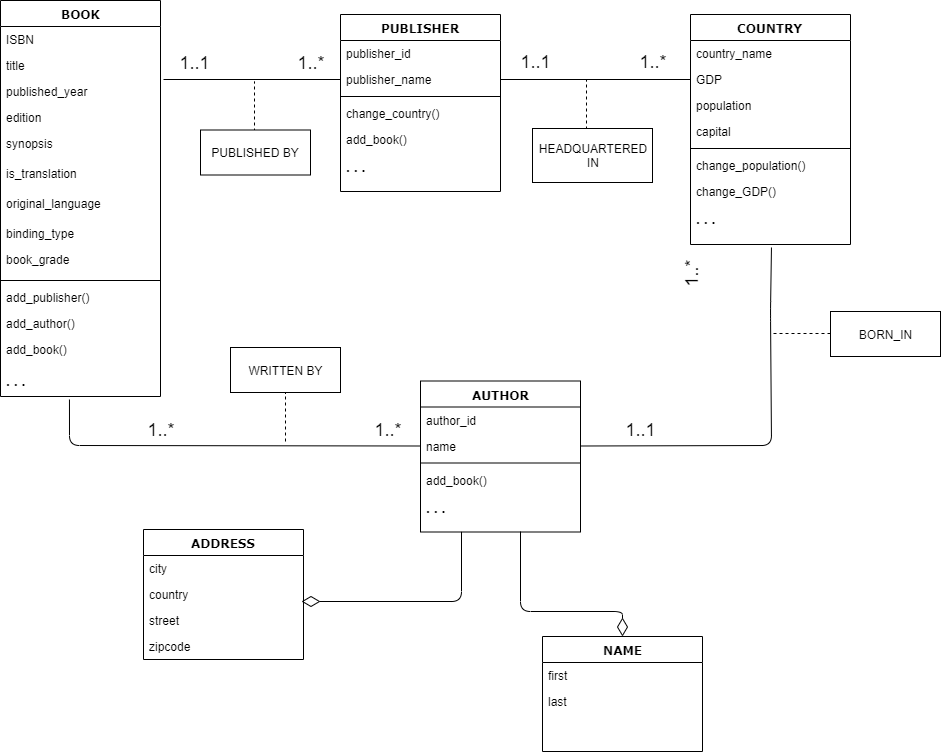 BOOK
ISBN
title
published_year
edition
synopsis
is_translation
original_language
binding_type
book_grade
add_publisher()
add_author()
add_book()
. . .
1..1
1..*
PUBLISHED BY
PUBLISHER
publisher_id
publisher_name
change_country()
add_book()
. . .
1..1
1..*
HEADQUARTERED
IN
COUNTRY
country_name
GDP
population
capital
change_population()
change_GDP()
. . .
1..*
BORN_IN
WRITTEN BY
1..*
1..*
AUTHOR
author_id
name
add_book()
. . .
1..1
ADDRESS
city
country
street
zipcode
NAME
first
last